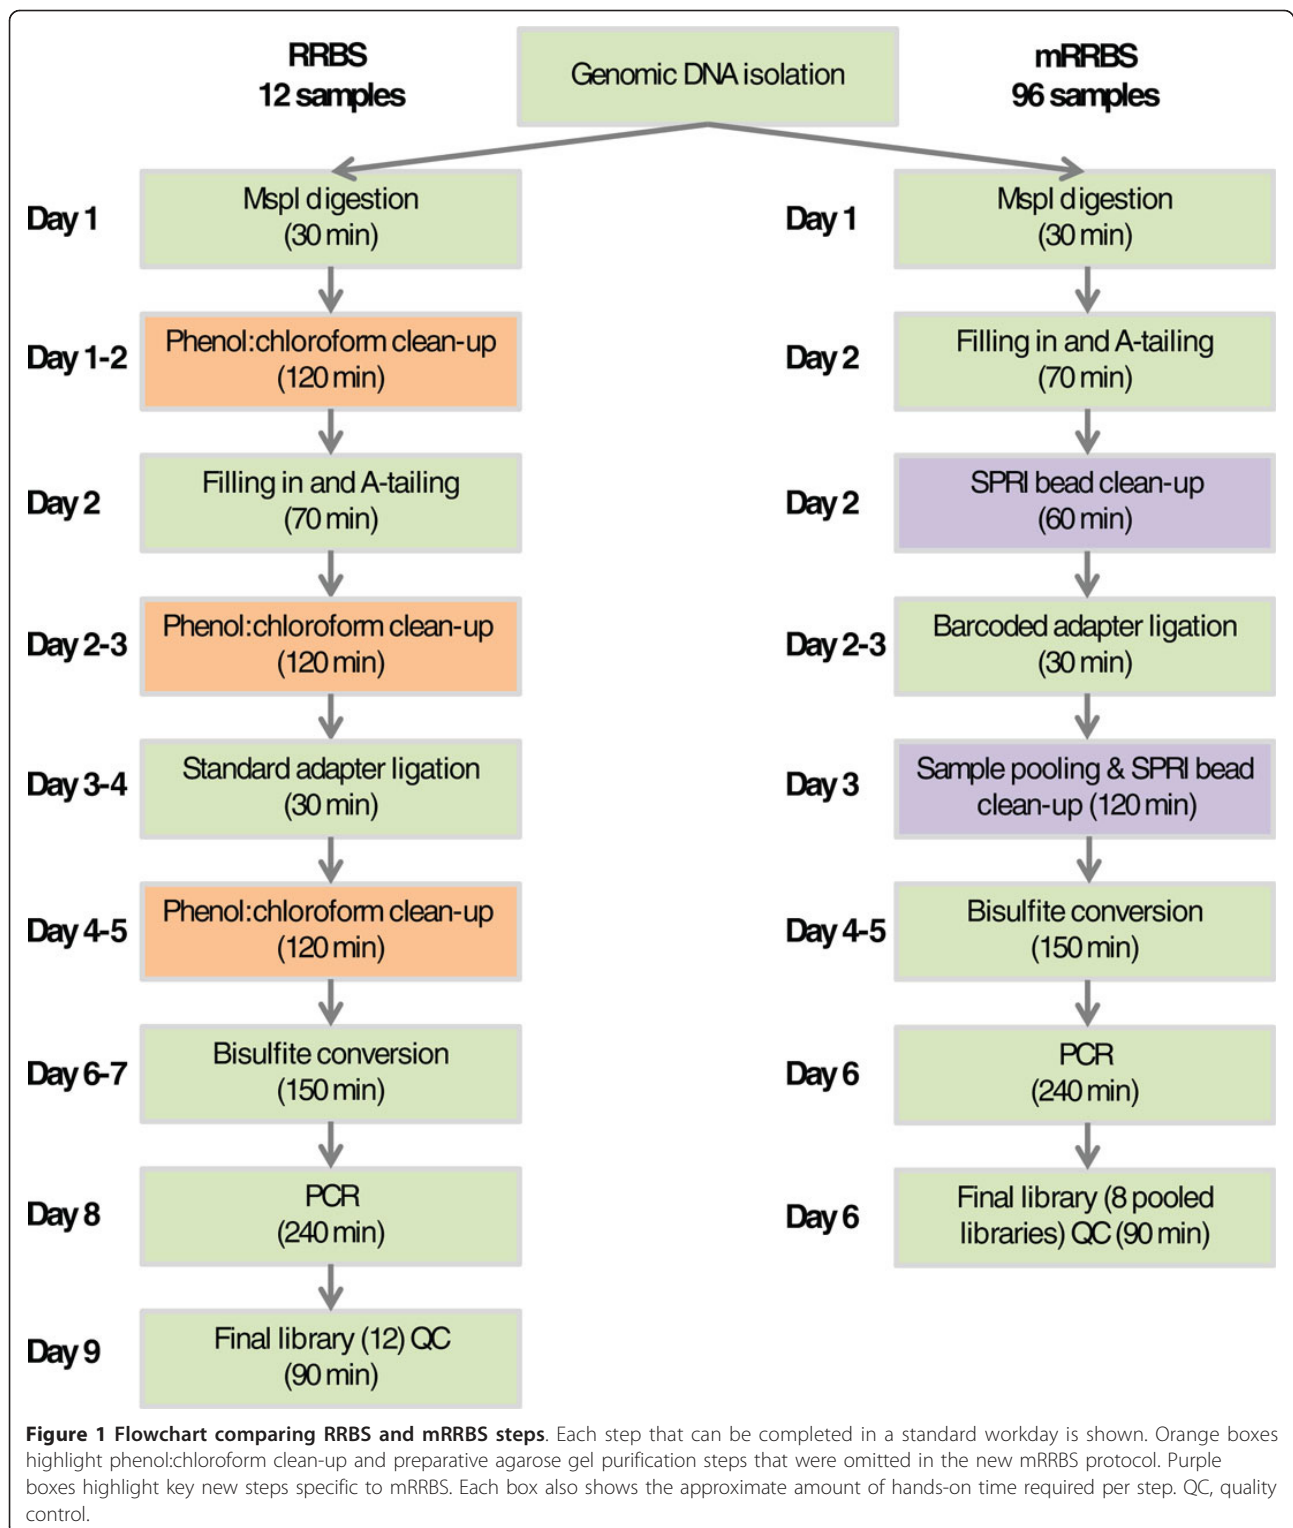 RRBS
12 samples
Genomic DNA isolation
mRRBS
96 samples
Day 1
MspI digestion
(30 min)
Day 1-2
Phenol:chloroform clean-up
(120 min)
Day 2
Filling in and A-tailing
(70 min)
Day 2-3
Phenol:chloroform clean-up
(120 min)
Day 3-4
Standard adapter ligation
(30 min)
Day 4-5
Phenol:chloroform clean-up
(120 min)
Day 6-7
Bisulfite conversion
(150 min)
Day 8
PCR
(240 min)
Day 9
Final library (12) QC
(90 min)
Day 1
MspI digestion
(30 min)
Day 2
Filling in and A-tailing
(70 min)
Day 2
SPRI bead clean-up
(60 min)
Day 2-3
Barcoded adapter ligation
(30 min)
Day 3
Sample pooling & SPRI bead
clean-up (120 min)
Day 4-5
Bisulfite conversion
(150 min)
Day 6
PCR
(240 min)
Day 6
Final library (8 pooled
libraries) QC (90 min)
Figure 1 Flowchart comparing RRBS and mRRBS steps. Each step that can be completed in a standard workday is shown. Orange boxes
highlight phenol:chloroform clean-up and preparative agarose gel purification steps that were omitted in the new mRRBS protocol. Purple
boxes highlight key new steps specific to mRRBS. Each box also shows the approximate amount of hands-on time required per step. QC, quality
control.